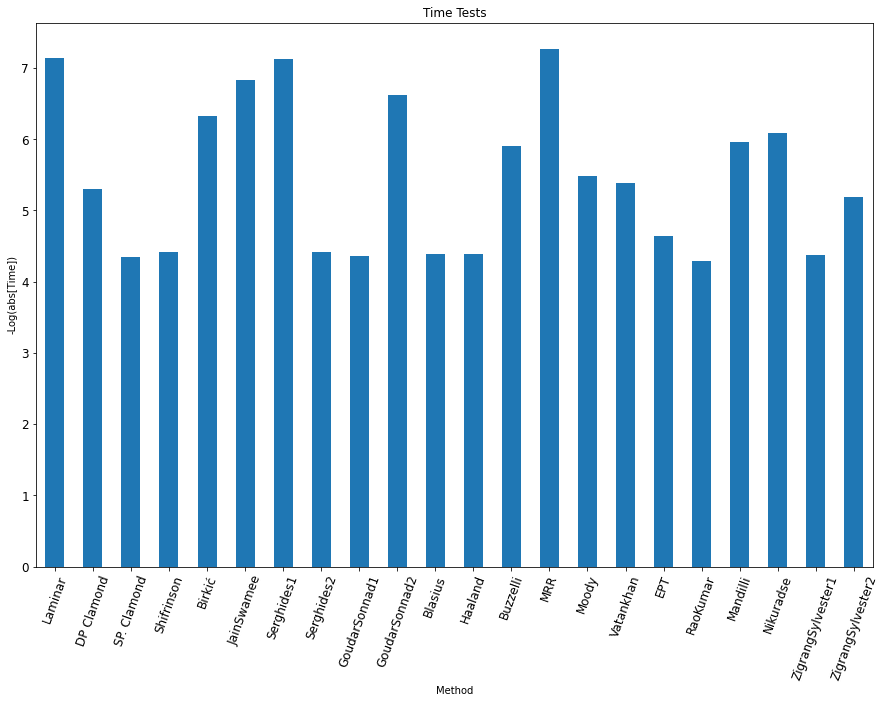 Time Tests
-Log(abs[Time])
7
6
5
4
3
2
1
0
Laminar
DP Clamond
SP. Clamond
Shifrinson
Birkić
JainSwamee
Serghides1
Serghides2
GoudarSonnad1
GoudarSonnad2
Blasius
Haaland
Buzzelli
MRR
Moody
Vatankhan
EPT
RaoKumar
Mandilli
Nikuradse
ZigrangSylvester1
ZigrangSylvester2
Method